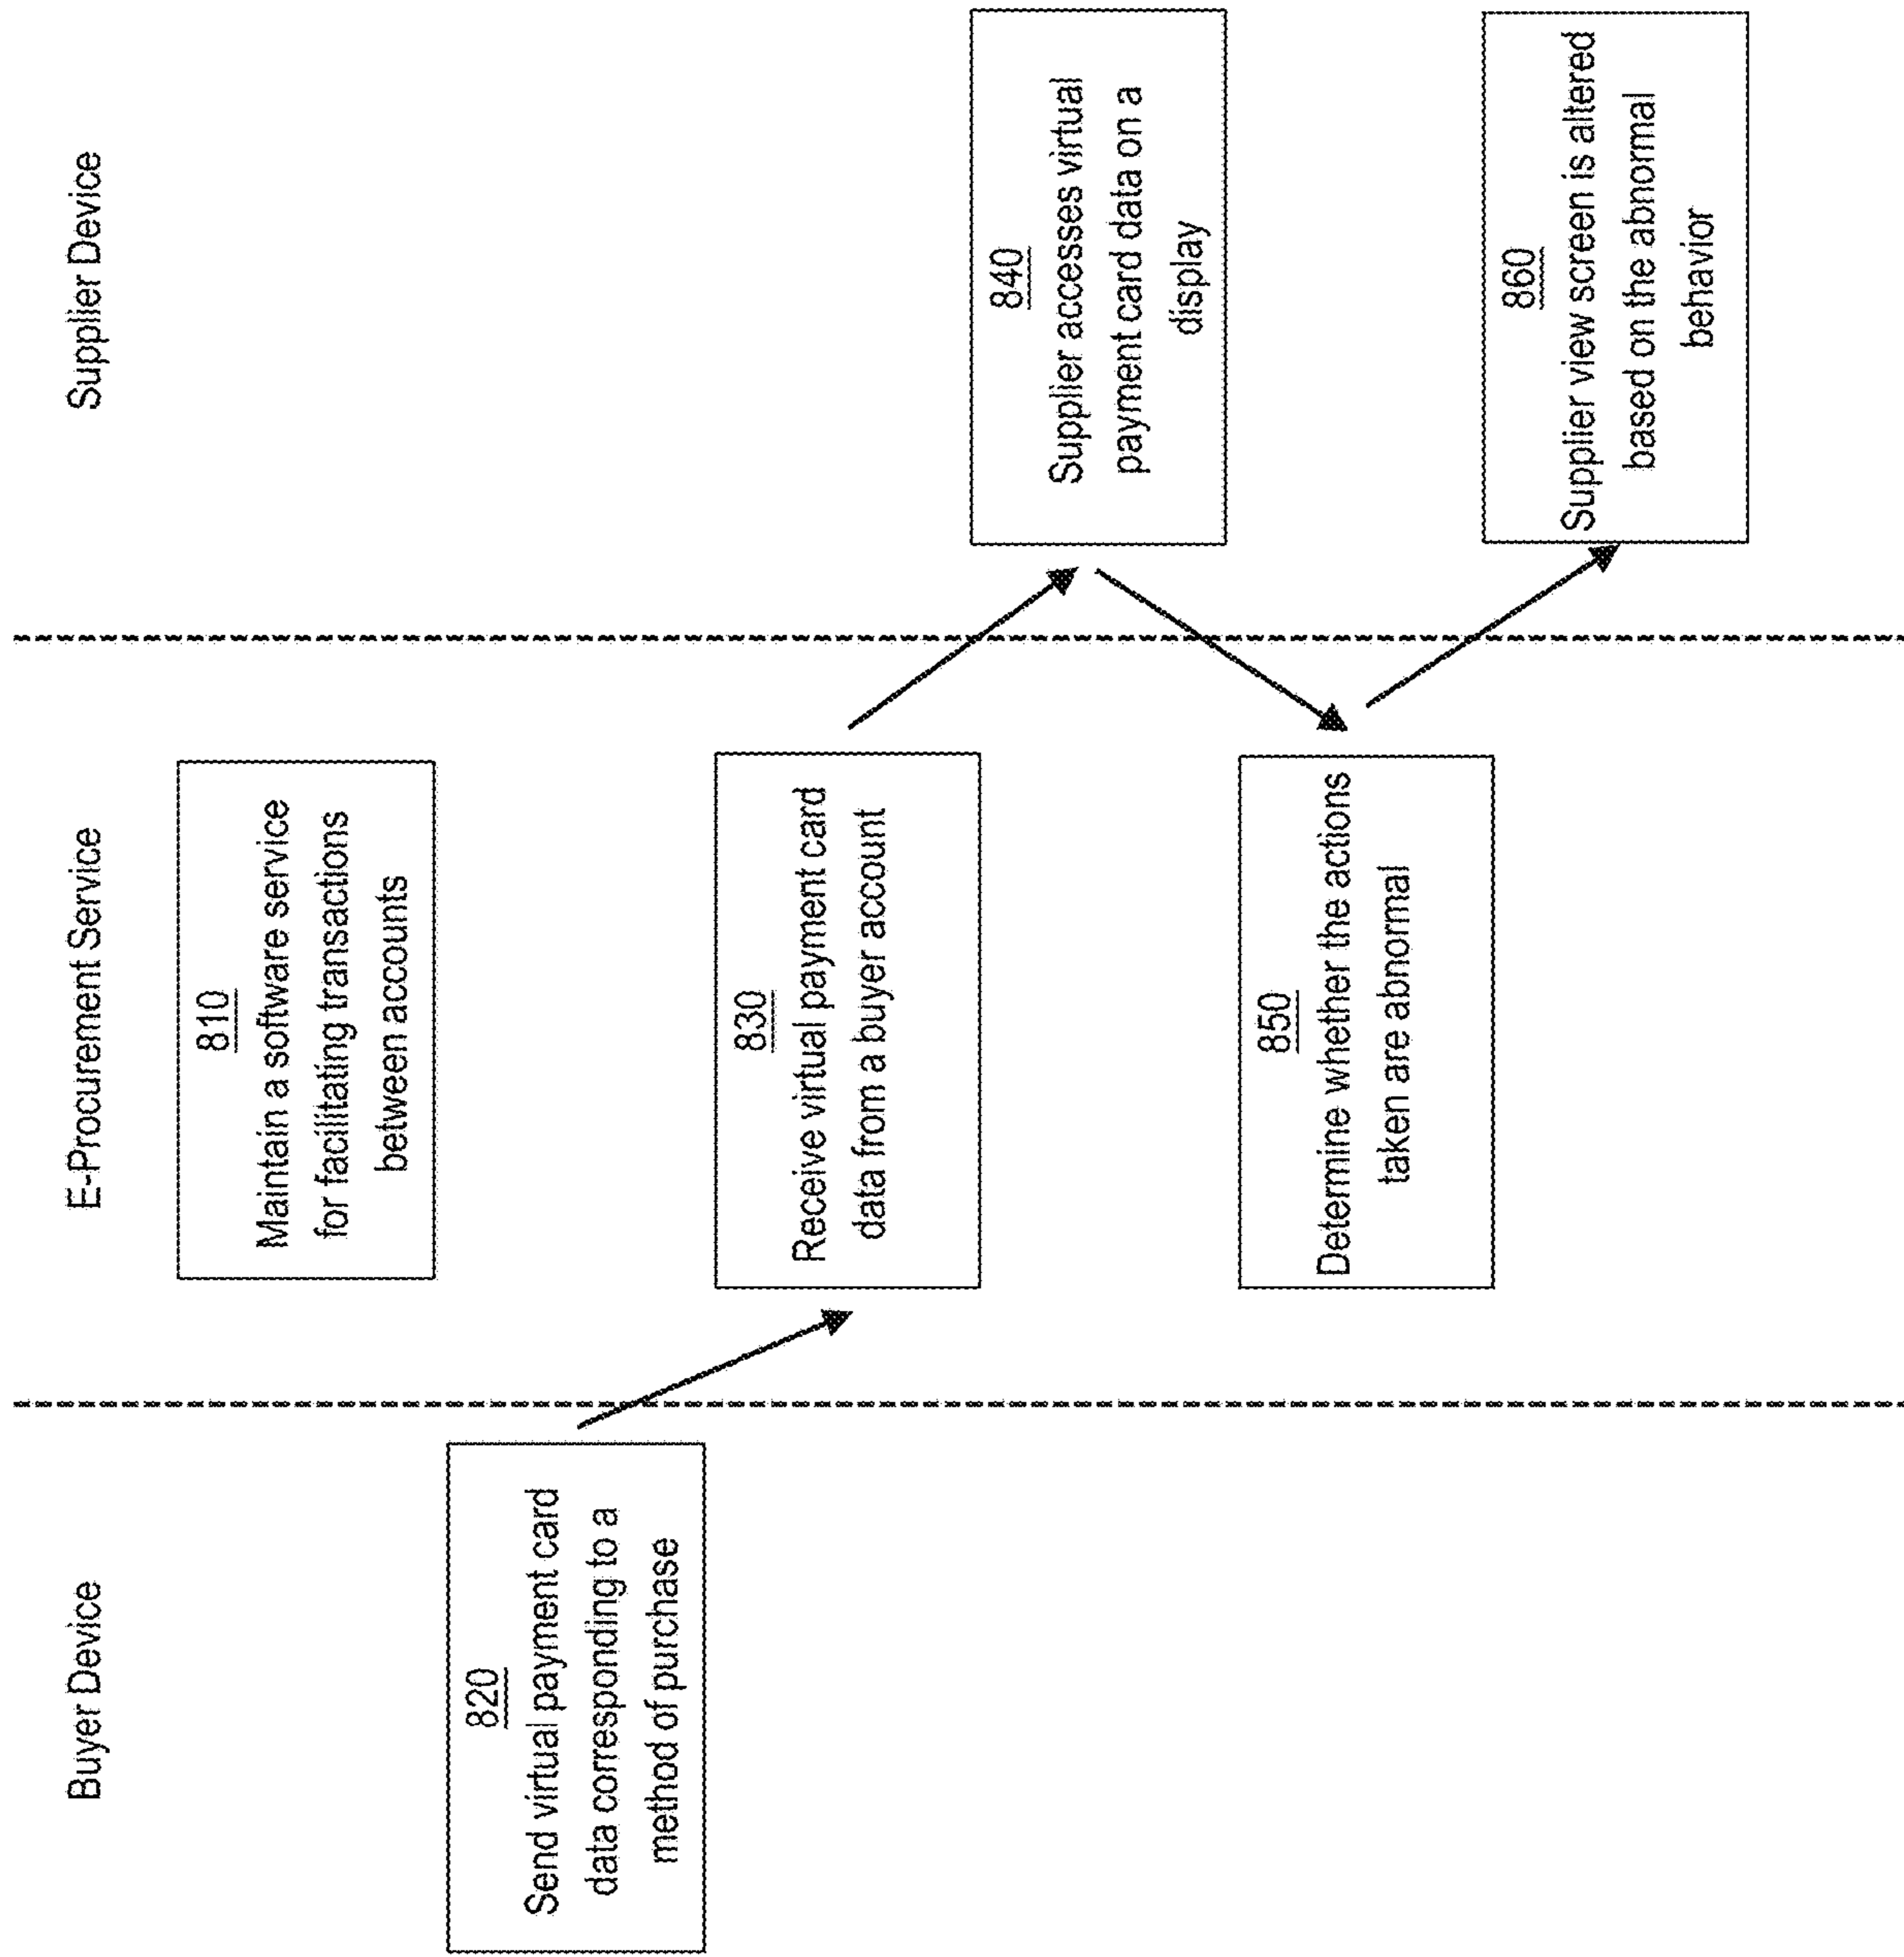 Buyer Device
E-Procurement Service
Supplier Device
810
Maintain a software service
for facilitating transactions
between accounts
820
Send virtual payment card
data corresponding to a
method of purchase
830
Receive virtual payment card
data from a buyer account
840
Supplier accesses virtual
payment card data on a
display
850
Determine whether the actions
taken are abnormal
860
Supplier view screen is altered
based on the abnormal
behavior